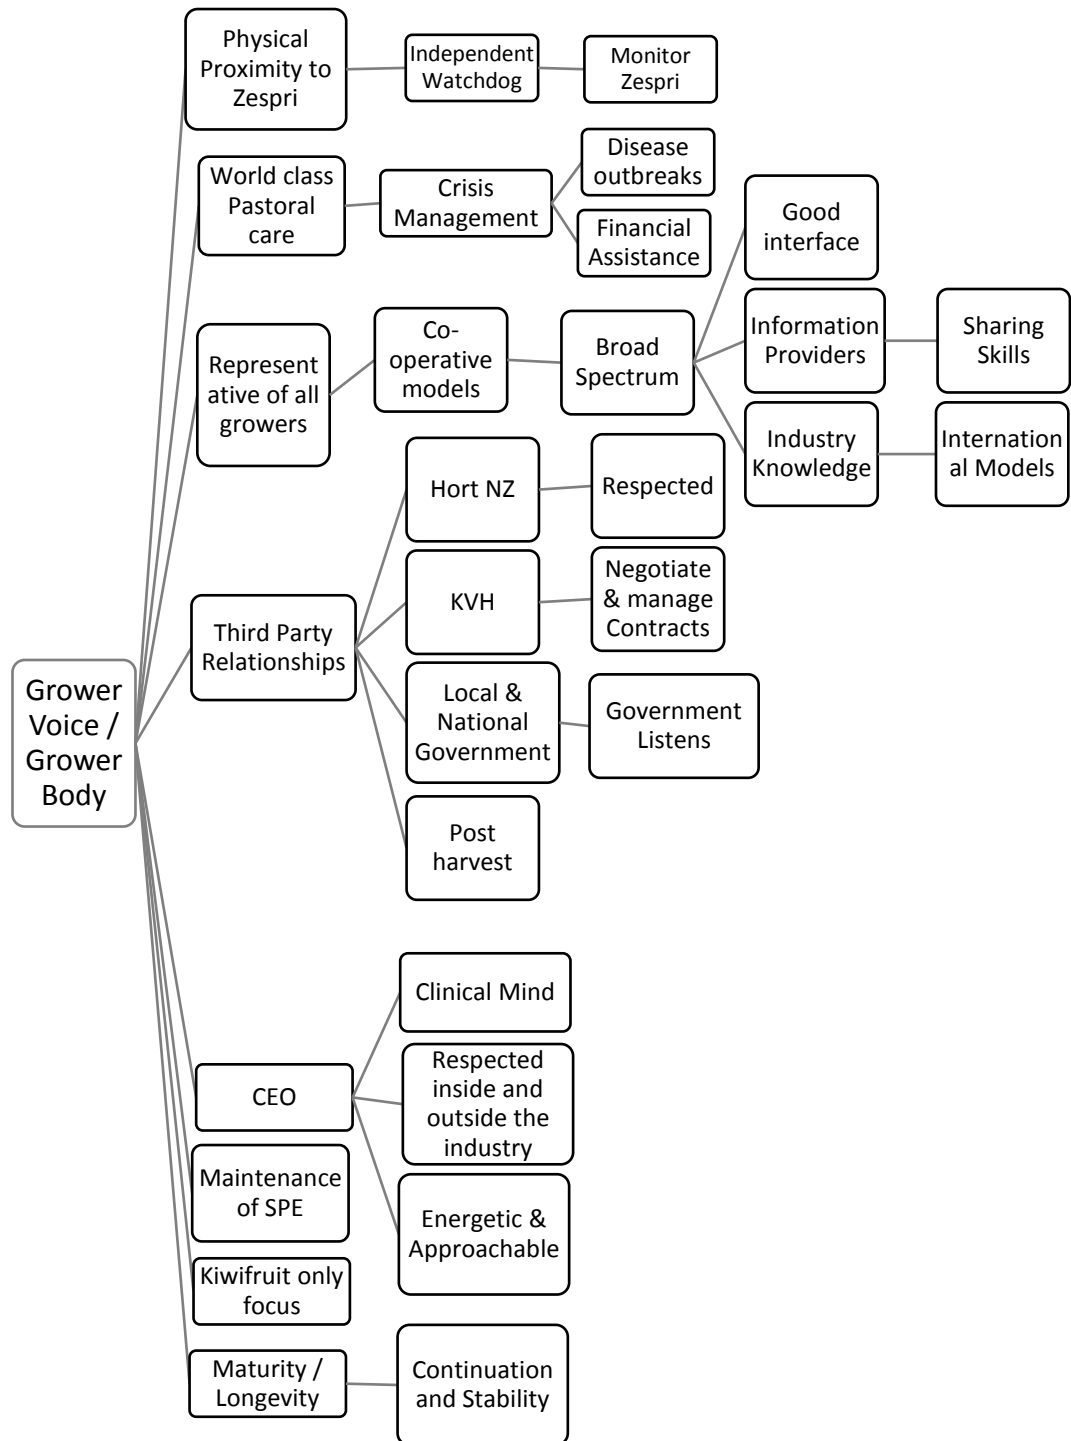 Physical
Proximity to
Zespri
Independent
Watchdog
Monitor
Zespri
World class
Pastoral
care
Crisis
Management
Disease
outbreaks
Financial
Assistance
Represent
ative of all
growers
Co-
operative
models
Broad
Spectrum
Good
interface
Information
Providers
Sharing
Skills
Industry
Knowledge
Internation
al Models
Grower
Voice /
Grower
Body
Third Party
Relationships
Hort NZ
Respected
KVH
Negotiate
& manage
Contracts
Local &
National
Government
Government
Listens
Post
harvest
CEO
Clinical Mind
Respected
inside and
outside the
industry
Energetic &
Approachable
Maintenance
of SPE
Kiwifruit only
focus
Maturity /
Longevity
Continuation
and Stability